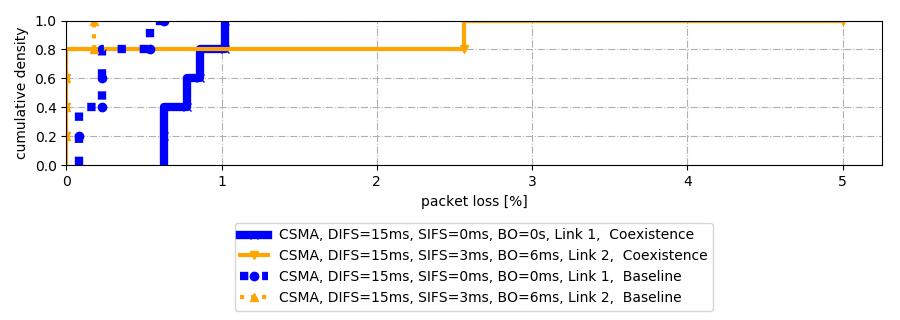 1.0
0.8
0.6
0.4
0.2
0.0
cumulative density
0 1 2 3 4 5
packet loss [%]
CSMA, DIFS=15ms, SIFS=0ms, BO=0s, Link 1,  Coexistence
CSMA, DIFS=15ms, SIFS=3ms, BO=6ms, Link 2,  Coexistence
CSMA, DIFS=15ms, SIFS=0ms, BO=0ms, Link 1,  Baseline
CSMA, DIFS=15ms, SIFS=3ms, BO=6ms, Link 2,  Baseline